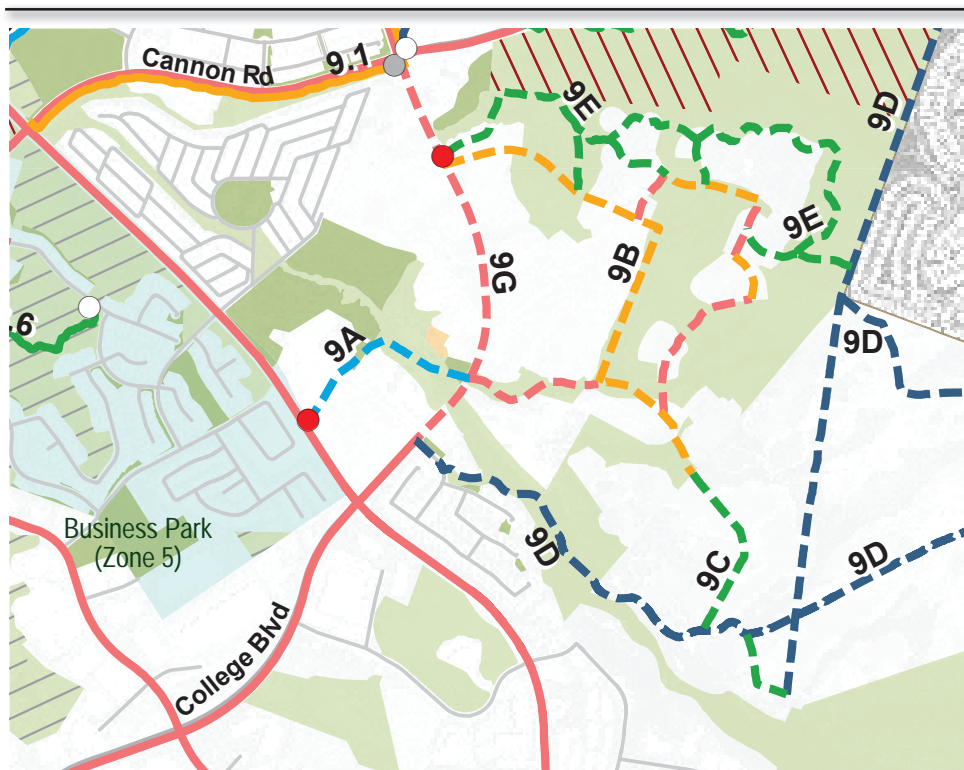 Cannon Rd
9.1
9E
9D
9E
9B
9G
.6
9A
9D
Business Park
(Zone 5)
9D
9C
9D
College Blvd